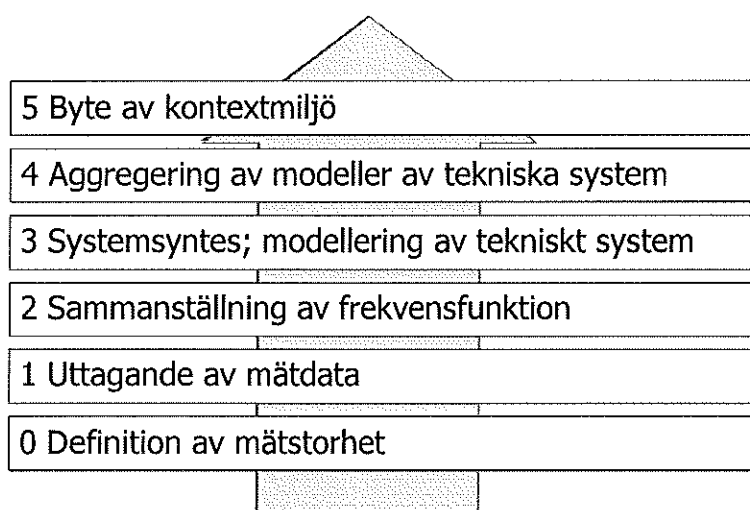 5 Byte av kontextmiljö
4 Aggregering av modeller av tekniska system
3 Systemsyntes; modellering av tekniskt system
2 Sammanställning av frekvensfunktion
1 Uttagande av mätdata
0 Definition av mätstorhet